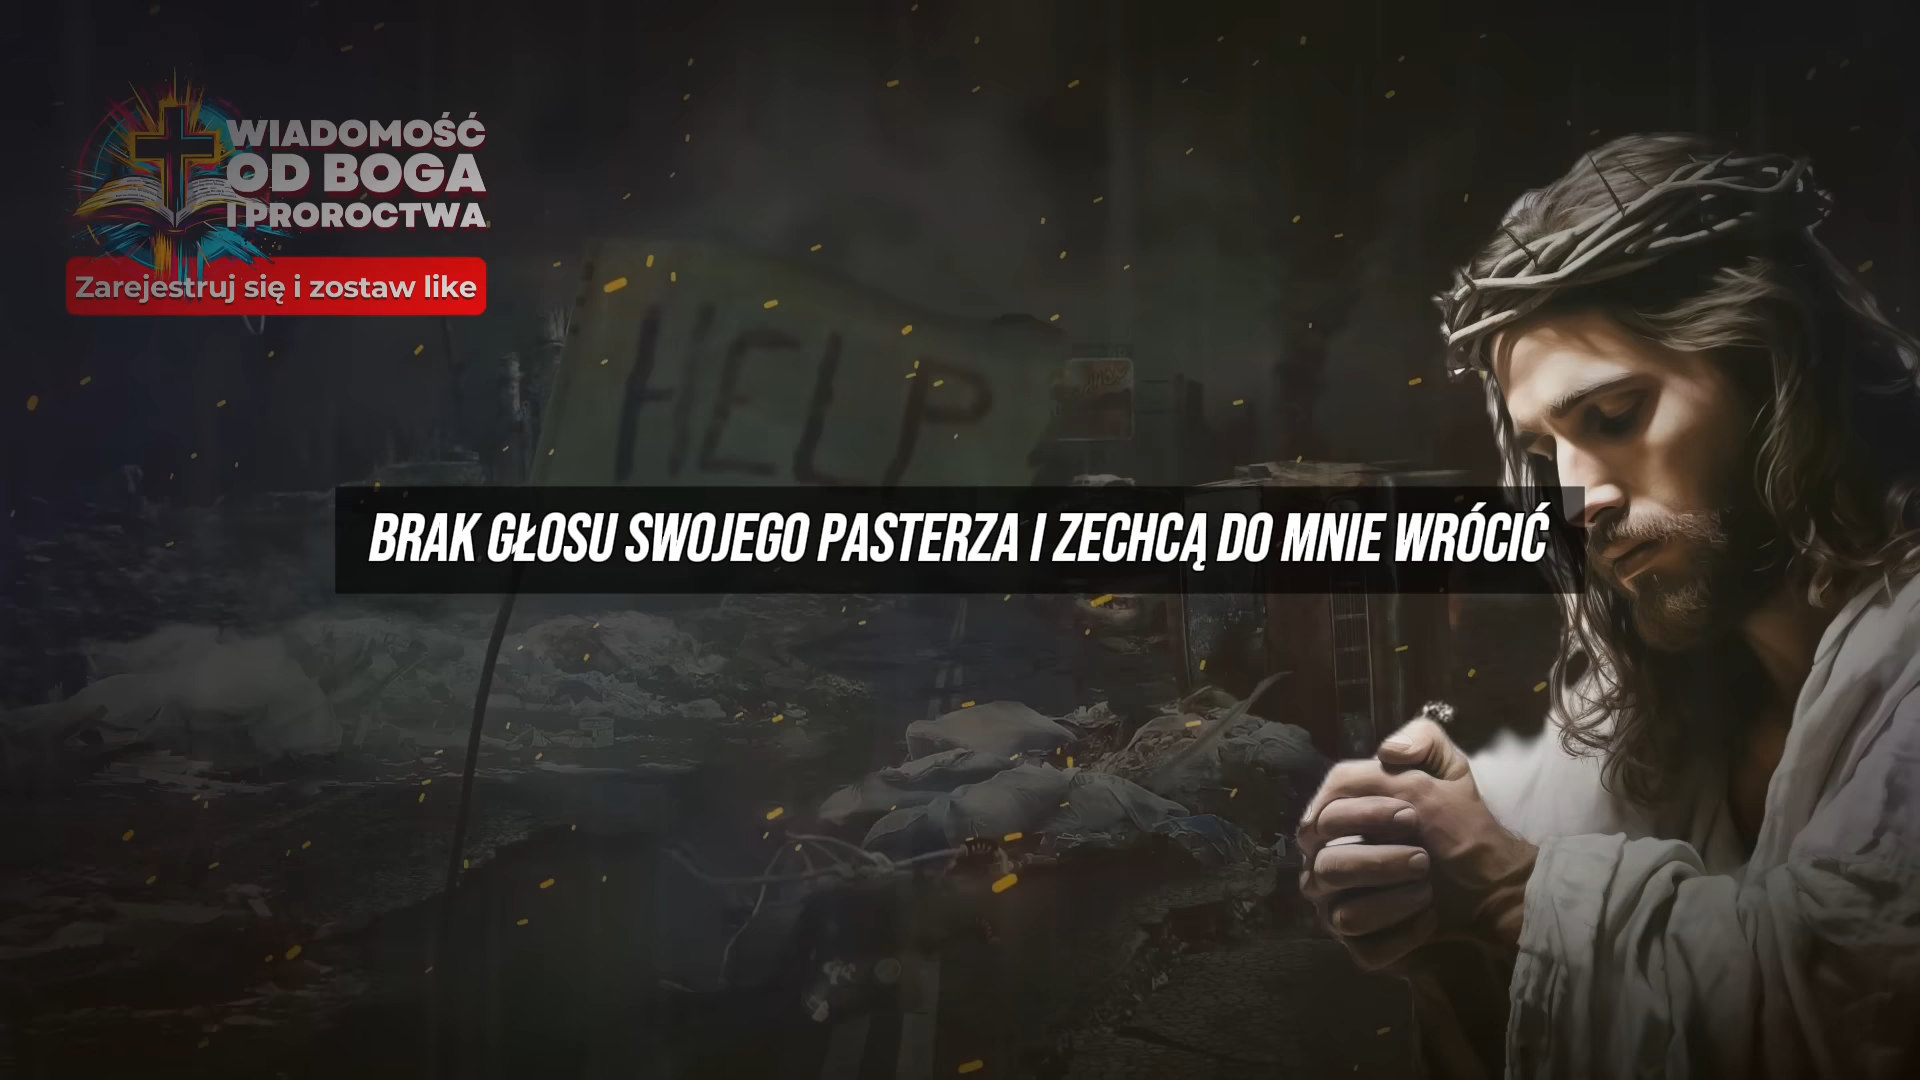 WIADOMOŚĆ
OD BOGA
I PROROCTWA
Zarejestruj się i zostaw like
HELP
BRAK GŁOSU SWOJEGO PASTERZA I ZECHCĄ DO MNIE WRÓCIĆ